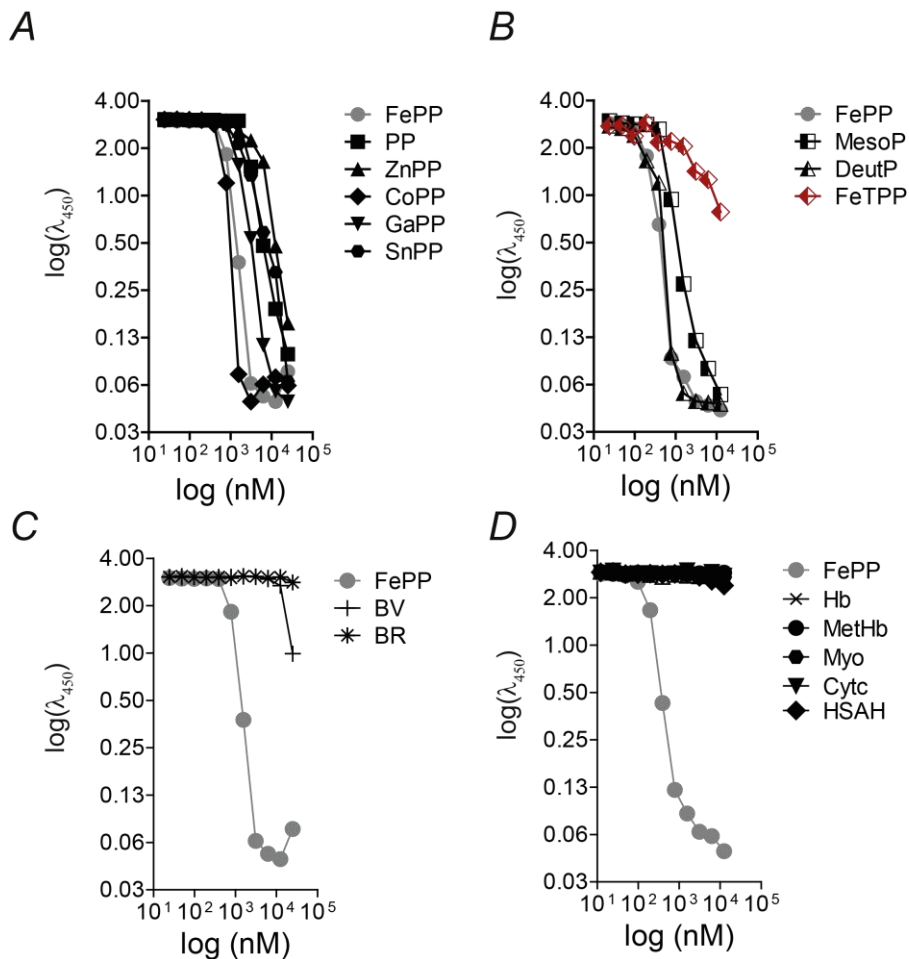 A
4.00
2.00
1.00
0.50
0.25
0.13
0.06
0.03
log(λ450)
10^1 10^2 10^3 10^4 10^5
log (nM)
FePP
PP
ZnPP
CoPP
GaPP
SnPP
B
4.00
2.00
1.00
0.50
0.25
0.13
0.06
0.03
log(λ450)
10^1 10^2 10^3 10^4 10^5
log (nM)
FePP
MesoP
DeutP
FeTPP
C
4.00
2.00
1.00
0.50
0.25
0.13
0.06
0.03
log(λ450)
10^1 10^2 10^3 10^4 10^5
log (nM)
FePP
BV
BR
D
4.00
2.00
1.00
0.50
0.25
0.13
0.06
0.03
log(λ450)
10^1 10^2 10^3 10^4 10^5
log (nM)
FePP
Hb
MetHb
Myo
Cytc
HSAH